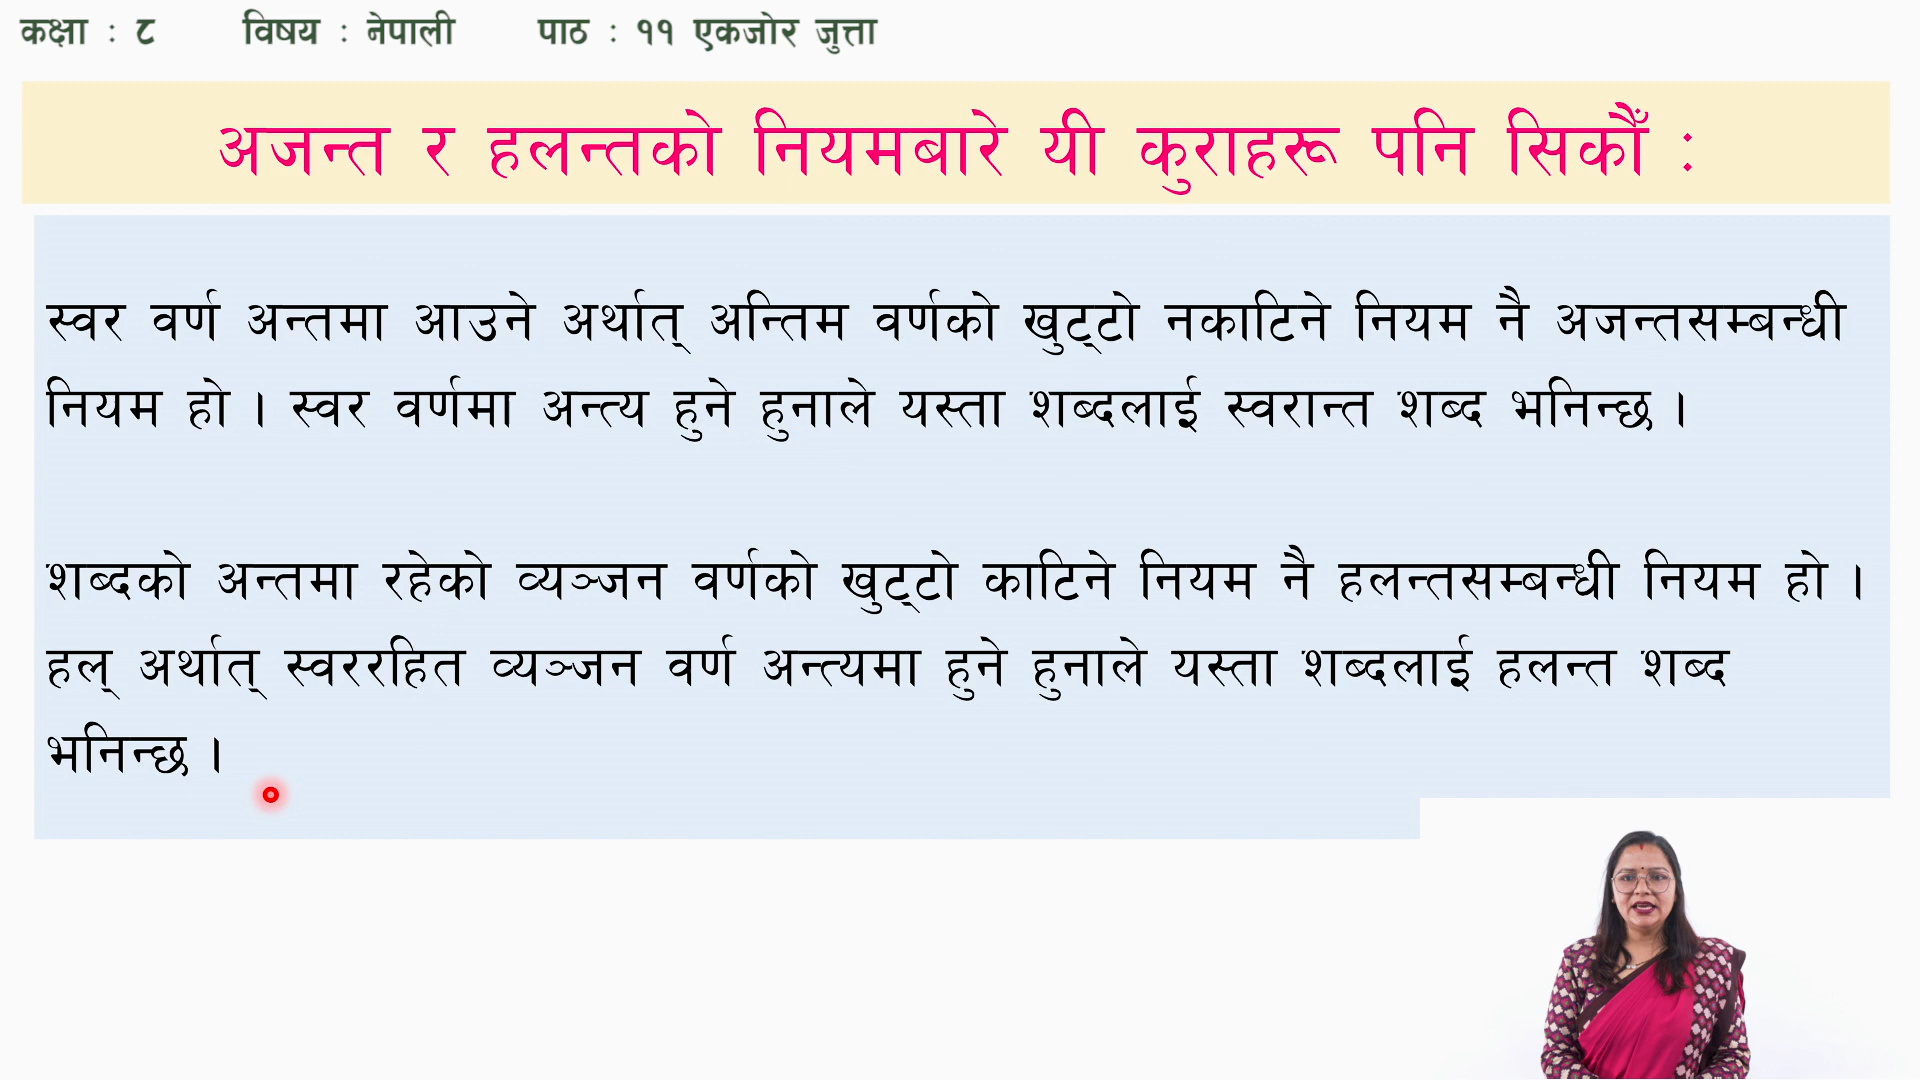 कक्षा : ८ विषय : नेपाली पाठ : ११ एकजोर जुत्ता
अजन्त र हलन्तको नियमबारे यी कुराहरू पनि सिकौँ :
स्वर वर्ण अन्तमा आउने अर्थात् अन्तिम वर्णको खुट्टो नकाटिने नियम नै अजन्तसम्बन्धी
नियम हो । स्वर वर्णमा अन्त्य हुने हुनाले यस्ता शब्दलाई स्वरान्त शब्द भनिन्छ ।
शब्दको अन्तमा रहेको व्यञ्जन वर्णको खुट्टो काटिने नियम नै हलन्तसम्बन्धी नियम हो ।
हल् अर्थात् स्वररहित व्यञ्जन वर्ण अन्त्यमा हुने हुनाले यस्ता शब्दलाई हलन्त शब्द
भनिन्छ ।